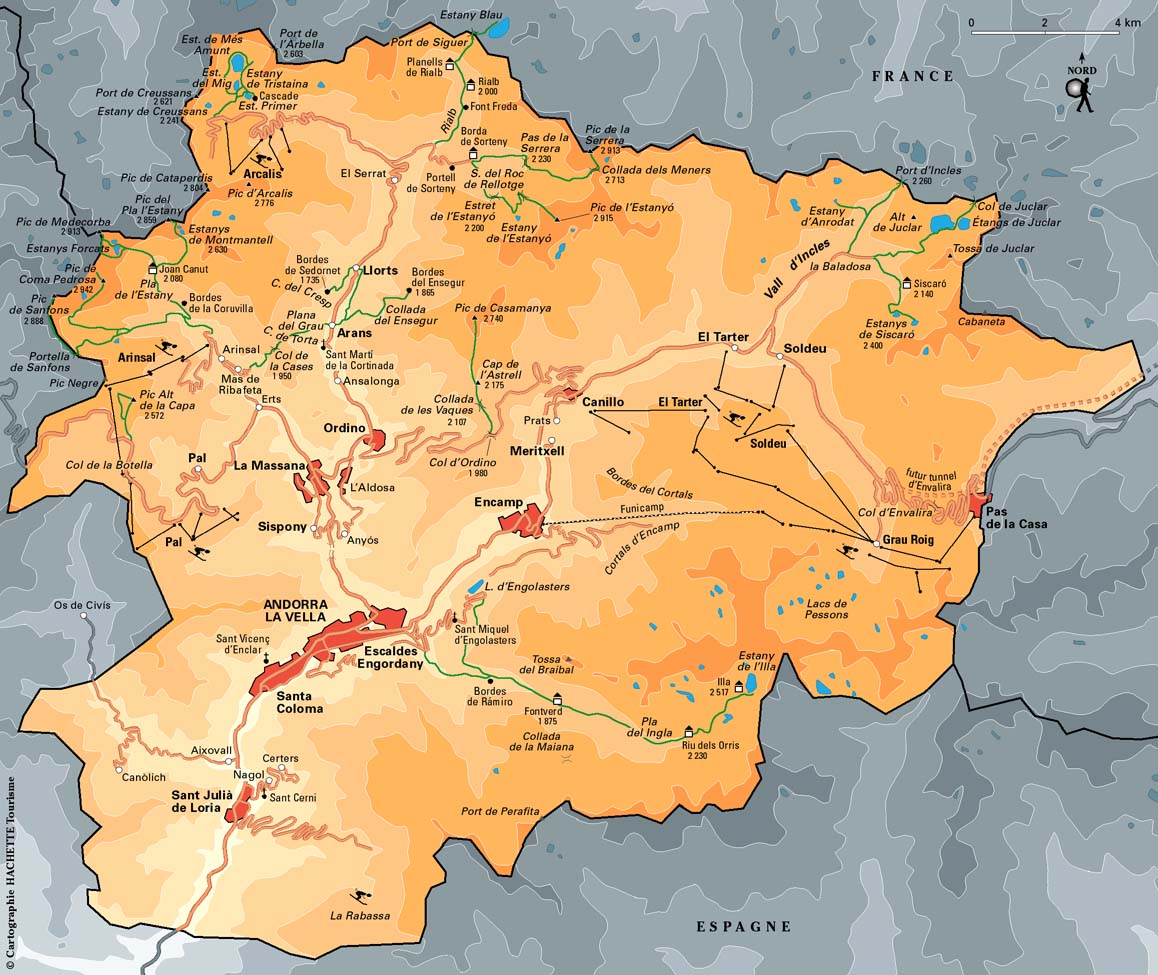 Estany Blau
0 2 4 km
NORD
FRANCE
Est. de Més
Amunt
Port de
l'Arbella
2 603
Port de Siguer
Planells
de Rialb
Rialb
2 000
Font Freda
Rialb
Est.
del Mig
Estany
de Tristaina
Cascade
Est. Primer
Port de Creussans
2 621
Estany de Creussans
2 241
Arcalis
Pic d'Arcalis
2 776
Pic de Cataperdis
2 804
Borda
de Sorteny
Pas de la
Serrera
2 230
Pic de la
Serrera
2 913
Collada dels Meners
2 713
El Serrat
Portell
de Sorteny
S. del Roc
de Rellotge
Estret
de l'Estanyó
2 200
Estany
de l'Estanyó
Pic de l'Estanyó
2 915
Port d'Incles
2 260
Col de Juclar
Étangs de Juclar
Alt
de Juclar
Tossa de Juclar
Estany
d'Anrodat
Vall d'Incles
la Baladosa
Siscaró
2 140
Estanys
de Siscaró
2 400
Cabaneta
Pic del
Pla l'Estany
2 859
Pic de Medecorba
2 913
Estanys
de Montmantell
2 630
Estanys Forcats
Joan Canut
2 080
Pic de
Coma Pedrosa
2 942
Pla
de l'Estany
Pic
de Sanfons
2 888
Bordes
de la Coruvilla
Portella
de Sanfons
Bordes
de Sedornet
1 735
C. del Cresp
Llorts
Bordes
del Ensegur
1 865
Collada
del Ensegur
Plana
del Grau
C. de Torta
Arans
Sant Martí
de la Cortinada
Col de
la Cases
1 950
Ansalonga
Pic de Casamanya
2 740
Cap de
l'Astrell
2 175
Collada
de les Vaques
2 107
Col d'Ordino
1 980
Arinsal
Arinsal
Mas de
Ribafeta
Erts
Pic Negre
Pic Alt
de la Capa
2 572
Col de la Botella
Pal
Pal
La Massana
Ordino
L'Aldosa
Sispony
Anyós
El Tarter
Soldeu
Canillo
El Tarter
Soldeu
Prats
Meritxell
Encamp
Bordes del Cortals
Funicamp
Cortals d'Encamp
futur tunnel
d'Envalira
Col d'Envalira
Pas
de la Casa
Grau Roig
Os de Civís
ANDORRA
LA VELLA
L. d'Engolasters
Sant Miquel
d'Engolasters
Sant Vicenç
d'Enclar
Escaldes
Engordany
Santa
Coloma
Lacs de
Pessons
Tossa
del Braibal
Bordes
de Ràmiro
Fontverd
1 875
Collada
de la Maiana
Pla
del Ingla
Riu dels Orris
2 230
Illa
2 517
Estany
de l'Illa
Aixovall
Canòlich
Certers
Nagol
Sant Cerni
Sant Julià
de Loria
Port de Perafita
La Rabassa
ESPAGNE
© Cartographie HACHETTE Tourisme